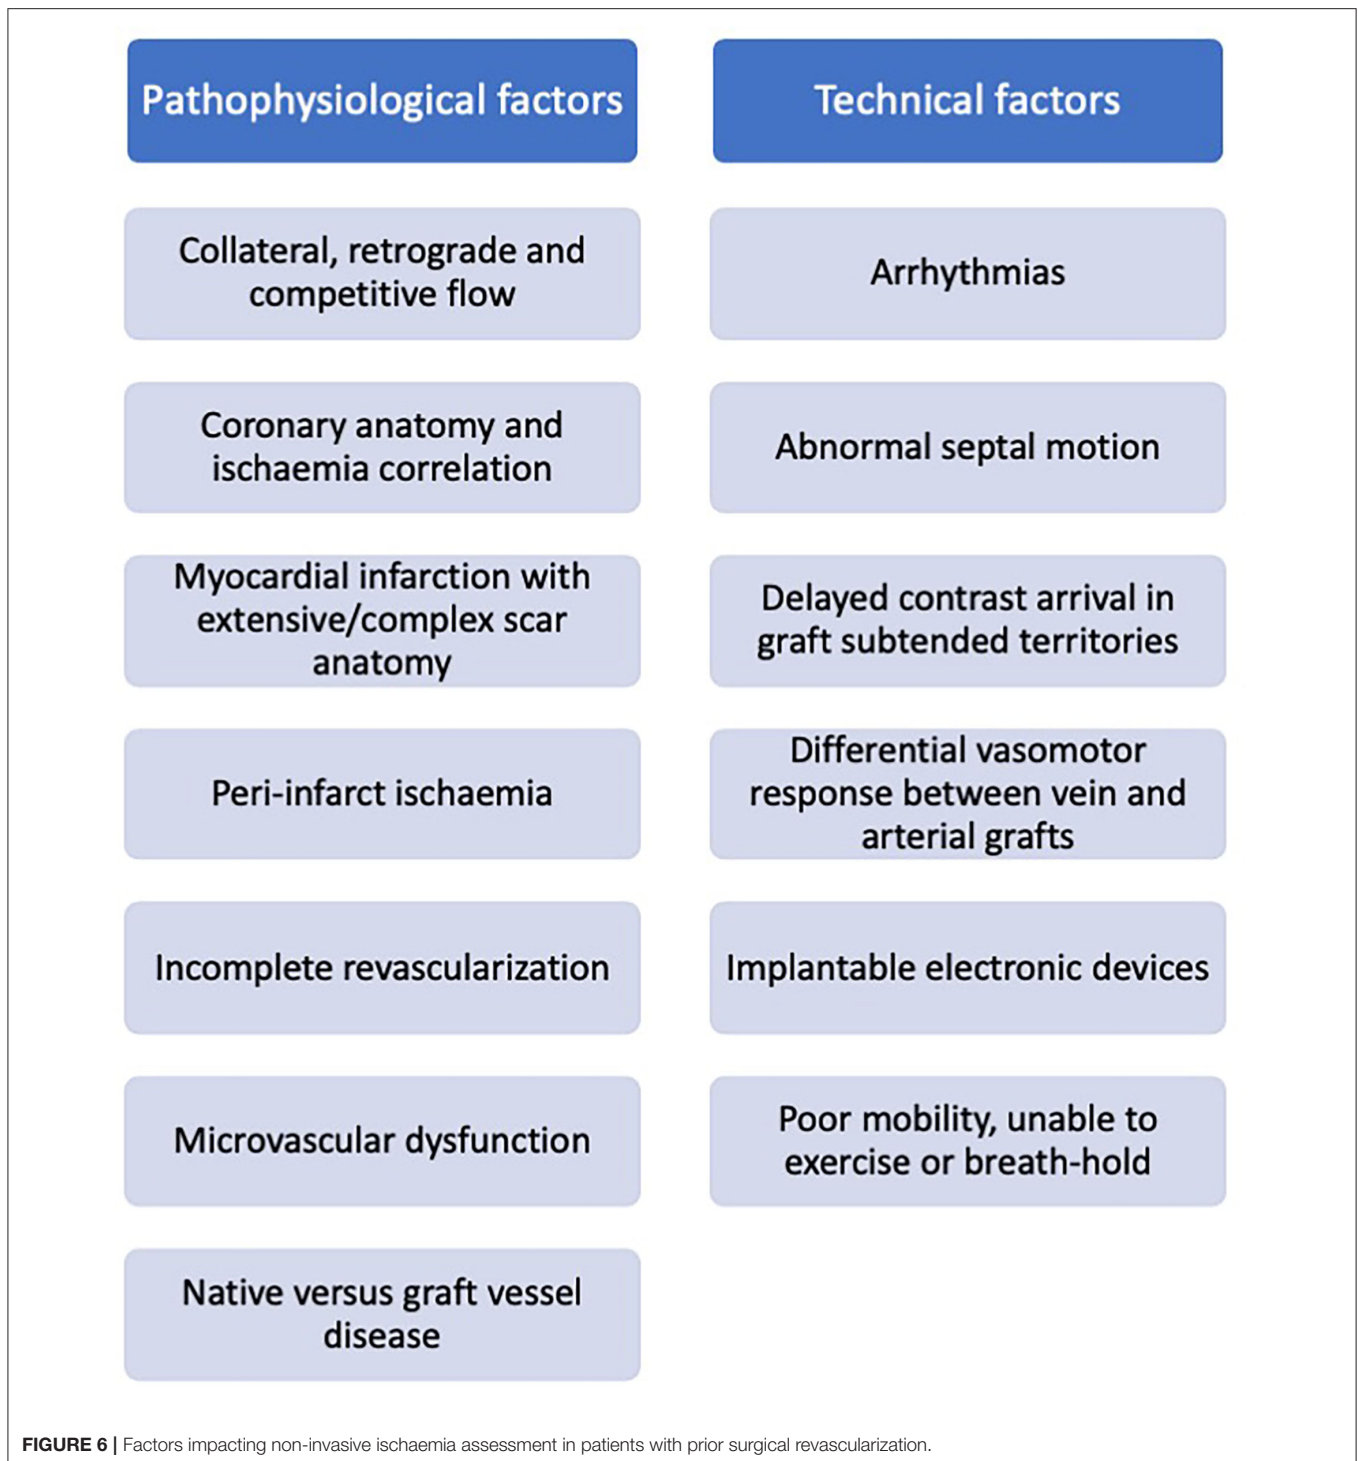 Pathophysiological factors
Collateral, retrograde and
competitive flow
Coronary anatomy and
ischaemia correlation
Myocardial infarction with
extensive/complex scar
anatomy
Peri-infarct ischaemia
Incomplete revascularization
Microvascular dysfunction
Native versus graft vessel
disease
Technical factors
Arrhythmias
Abnormal septal motion
Delayed contrast arrival in
graft subtended territories
Differential vasomotor
response between vein and
arterial grafts
Implantable electronic devices
Poor mobility, unable to
exercise or breath-hold
FIGURE 6 | Factors impacting non-invasive ischaemia assessment in patients with prior surgical revascularization.